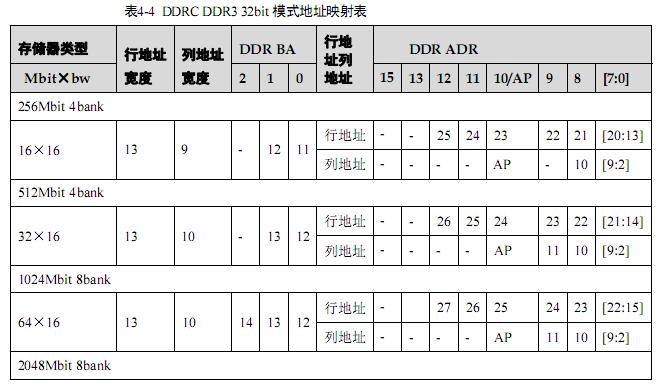 表4-4 DDRC DDR3 32bit 模式地址映射表
存储器类型 行地址宽度 列地址宽度 DDR BA 行地址列地址 DDR ADR
Mbit×bw 2 1 0 15 13 12 11 10/AP 9 8 [7:0]
256Mbit 4bank
16×16 13 9 - 12 11 行地址 - - 25 24 23 22 21 [20:13]
列地址 - - - - AP - 10 [9:2]
512Mbit 4bank
32×16 13 10 - 13 12 行地址 - - 26 25 24 23 22 [21:14]
列地址 - - - - AP 11 10 [9:2]
1024Mbit 8bank
64×16 13 10 14 13 12 行地址 - 27 26 25 24 23 [22:15]
列地址 - - - - AP 11 10 [9:2]
2048Mbit 8bank